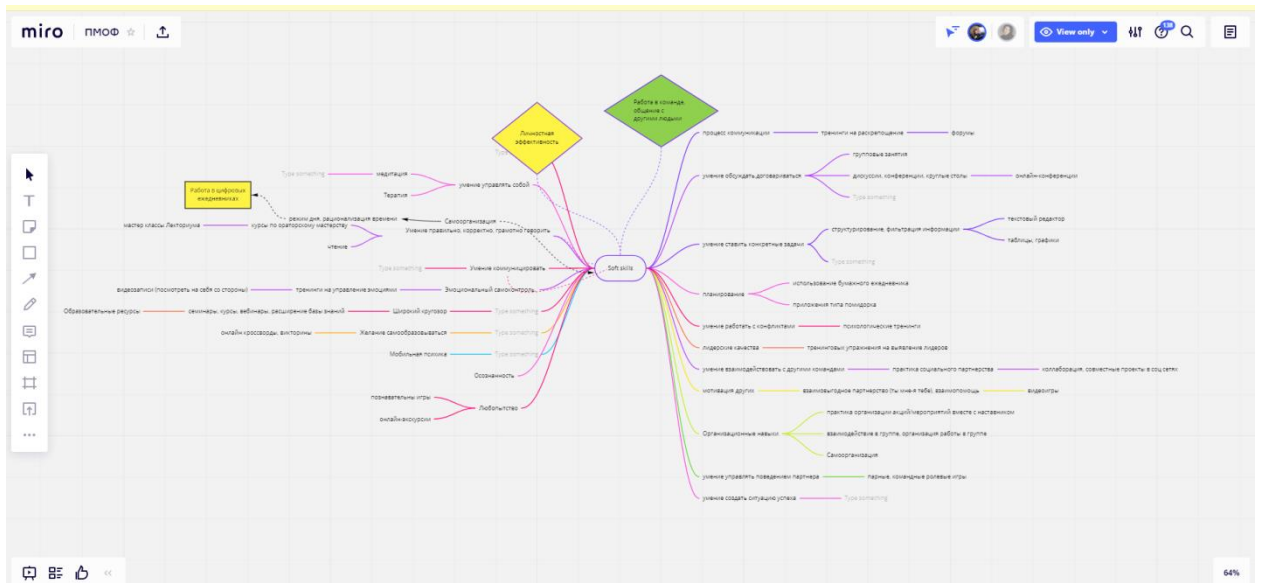 miro
ПМОФ
138
View only
Личностная
эффективность
Работа в команде,
общение с
другими людьми
Type something
медитация
Терапия
умение управлять собой
Работа в цифровых
ежедневниках
режим дня, рационализация времени
Самоорганизация
мастер классы Лекториума
курсы по ораторскому мастерству
Умение правильно, корректно, грамотно говорить
чтение
Type something
Умение коммуницировать
видеозаписи (посмотреть на себя со стороны)
тренинги на управление эмоциями
Эмоциональный самоконтроль
Образовательные ресурсы
семинары, курсы, вебинары, расширение базы знаний
Широкий кругозор
Type something
онлайн кроссворды, викторины
Желание самообразовываться
Type something
Мобильная психика
Type something
Осознанность
познавательны игры
онлайн-экскурсии
Любопытство
Soft skills
процесс коммуникации
тренинги на раскрепощение
форумы
умение обсуждать, договариваться
групповые занятия
дискуссии, конференции, круглые столы
онлайн-конференции
Type something
умение ставить конкретные задачи
структурирование, фильтрация информации
текстовый редактор
таблицы, графики
Type something
планирование
использование бумажного ежедневника
приложения типа помидорка
умение работать с конфликтами
психологические тренинги
лидерские качества
тренинговых упражнения на выявление лидеров
умение взаимодействовать с другими командами
практика социального партнерства
коллаборация, совместные проекты в соц сетях
мотивация других
взаимовыгодное партнерство (ты мне-я тебе), взаимопомощь
видеоигры
Организационные навыки
практика организации акций/мероприятий вместе с наставником
взаимодействие в группе, организация работы в группе
Самоорганизация
умение управлять поведением партнера
парные, командные ролевые игры
умение создать ситуацию успеха
Type something
64%